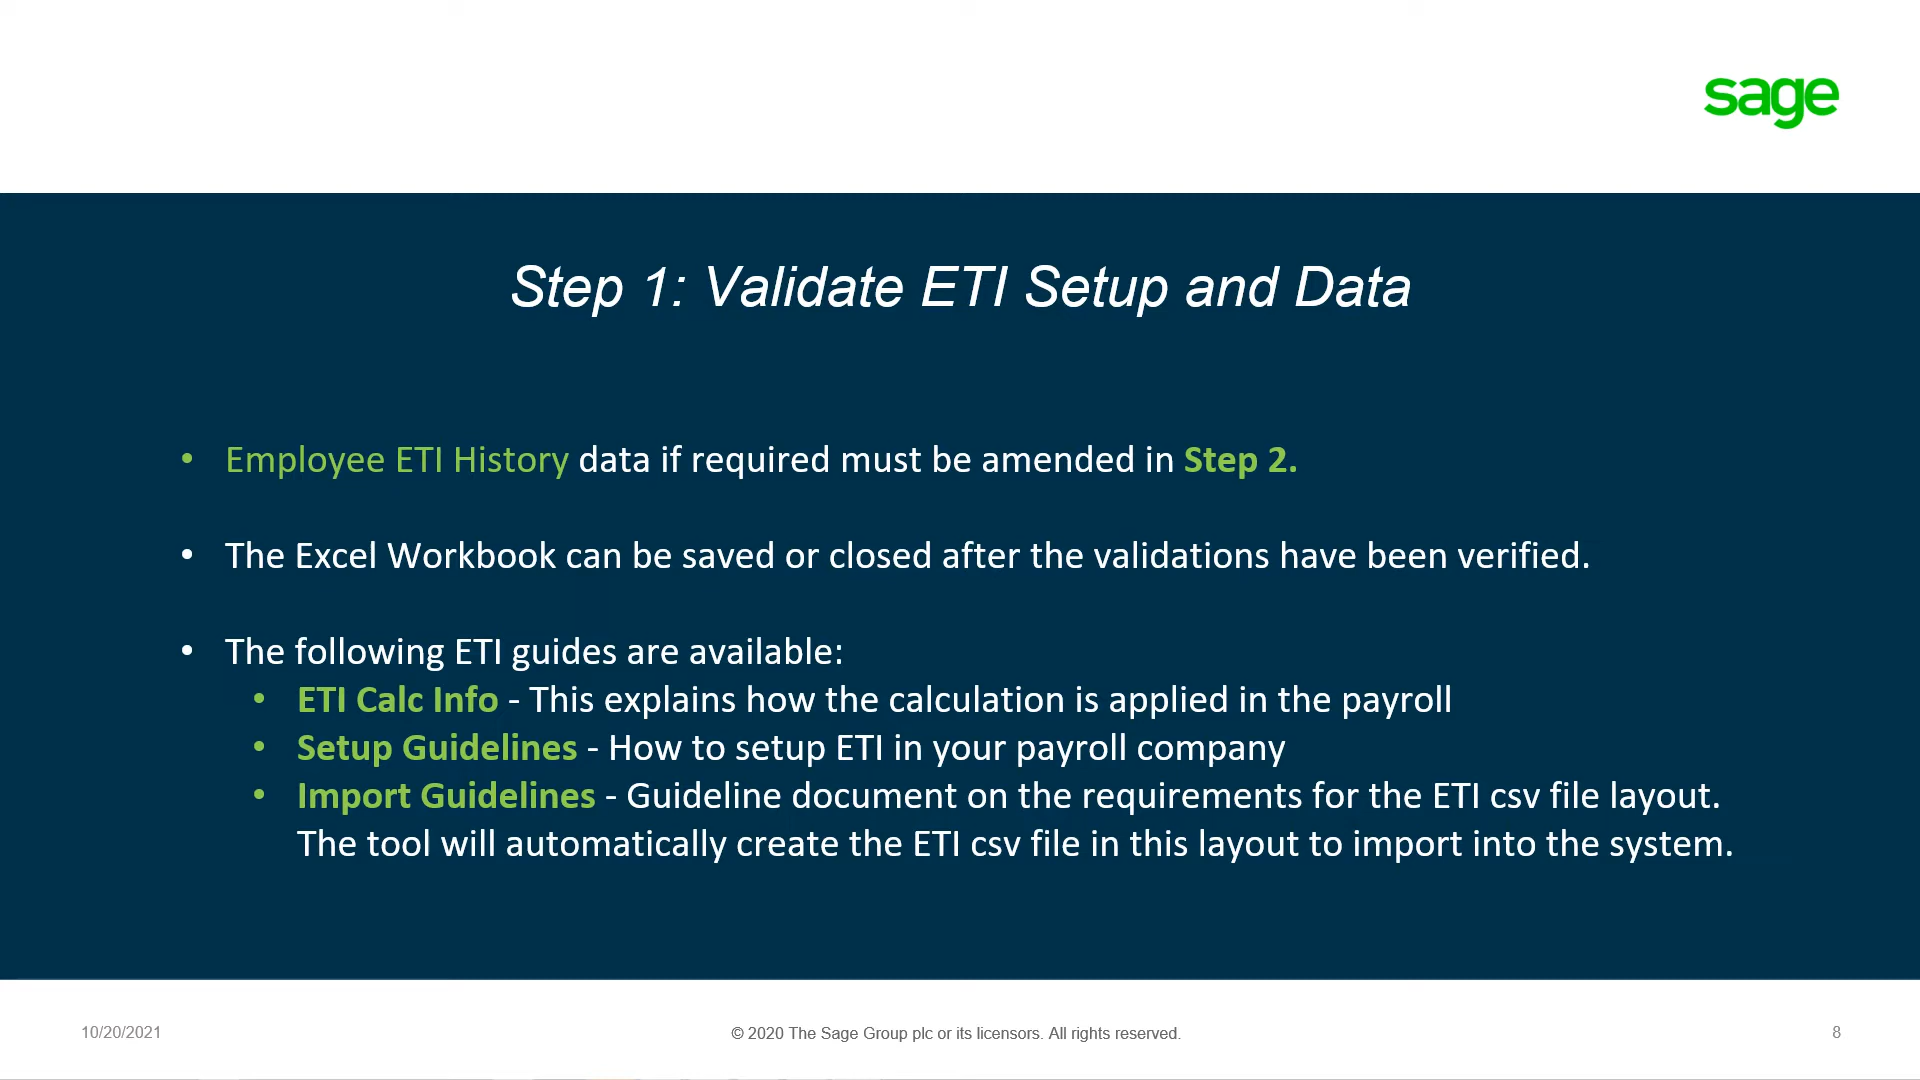 sage
Step 1: Validate ETI Setup and Data
• Employee ETI History data if required must be amended in Step 2.
• The Excel Workbook can be saved or closed after the validations have been verified.
• The following ETI guides are available:
• ETI Calc Info - This explains how the calculation is applied in the payroll
• Setup Guidelines - How to setup ETI in your payroll company
• Import Guidelines - Guideline document on the requirements for the ETI csv file layout.
The tool will automatically create the ETI csv file in this layout to import into the system.
10/20/2021
© 2020 The Sage Group plc or its licensors. All rights reserved.
8